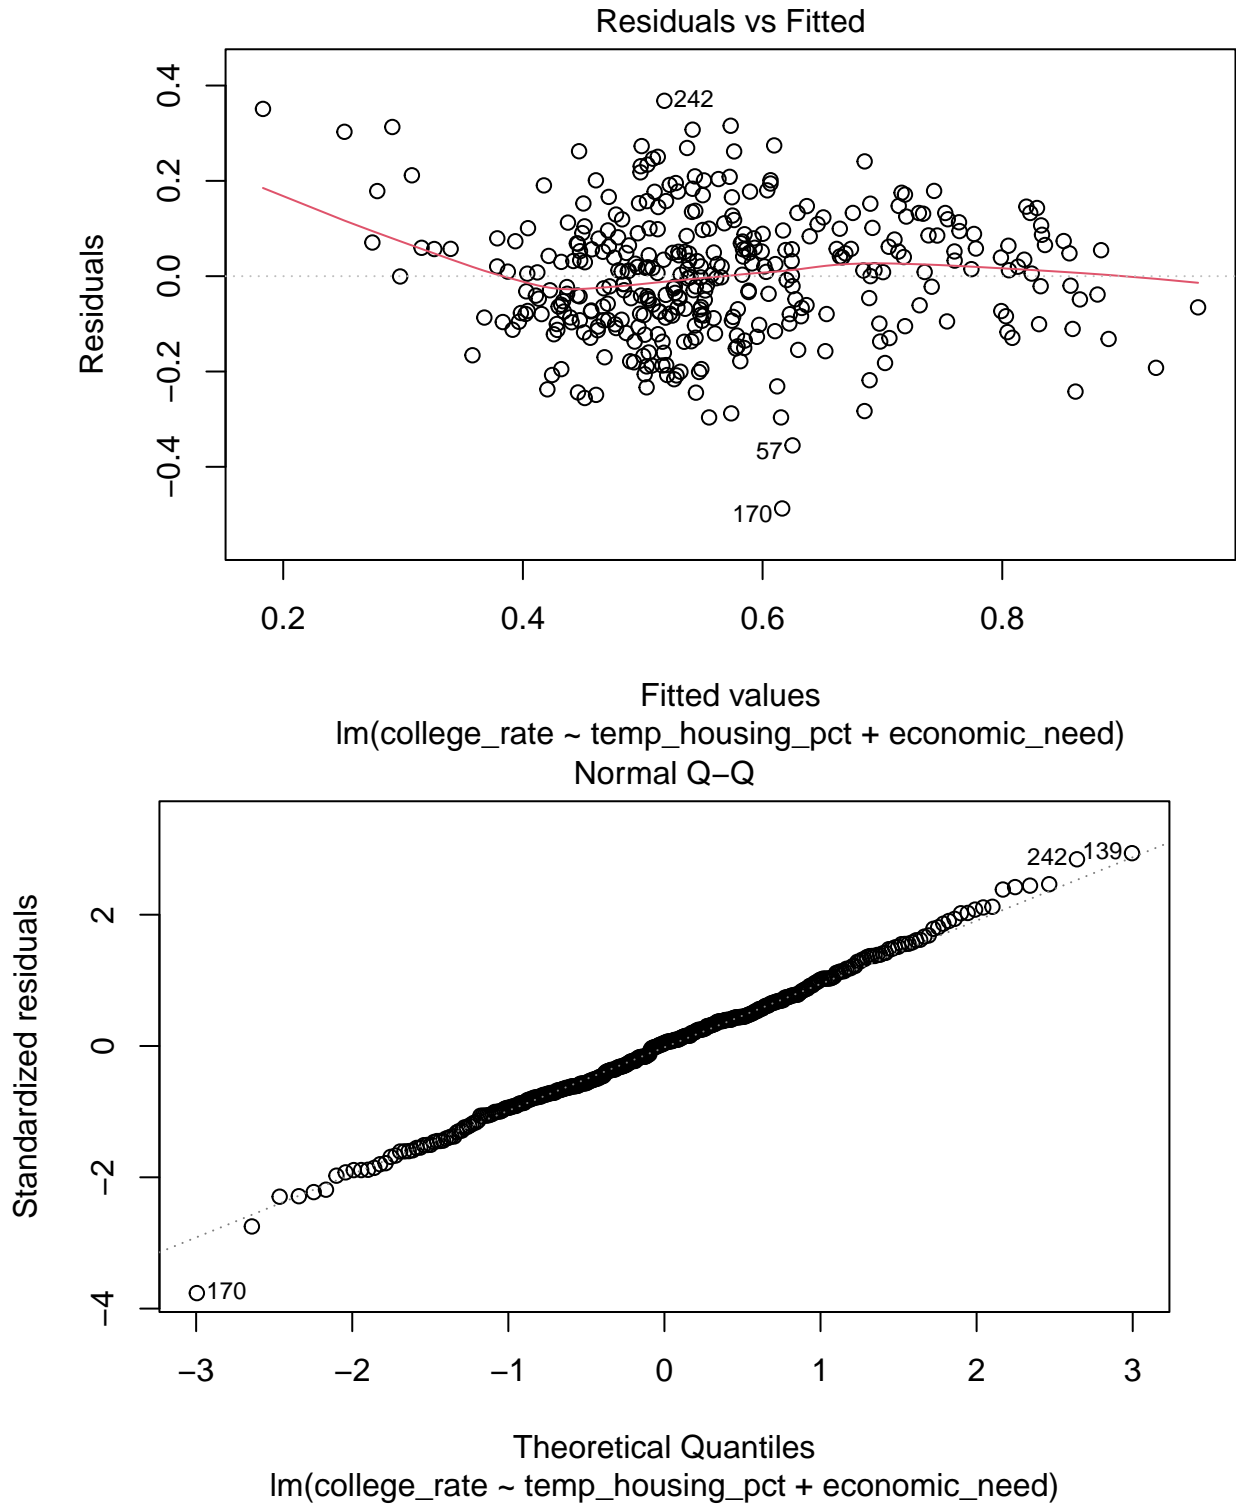 Residuals vs Fitted
0.4
0.2
0.0
−0.2
−0.4
Residuals
242
57
170
0.2 0.4 0.6 0.8
Fitted values
lm(college_rate ~ temp_housing_pct + economic_need)
Normal Q−Q
2
0
−2
−4
Standardized residuals
242
139
170
−3 −2 −1 0 1 2 3
Theoretical Quantiles
lm(college_rate ~ temp_housing_pct + economic_need)